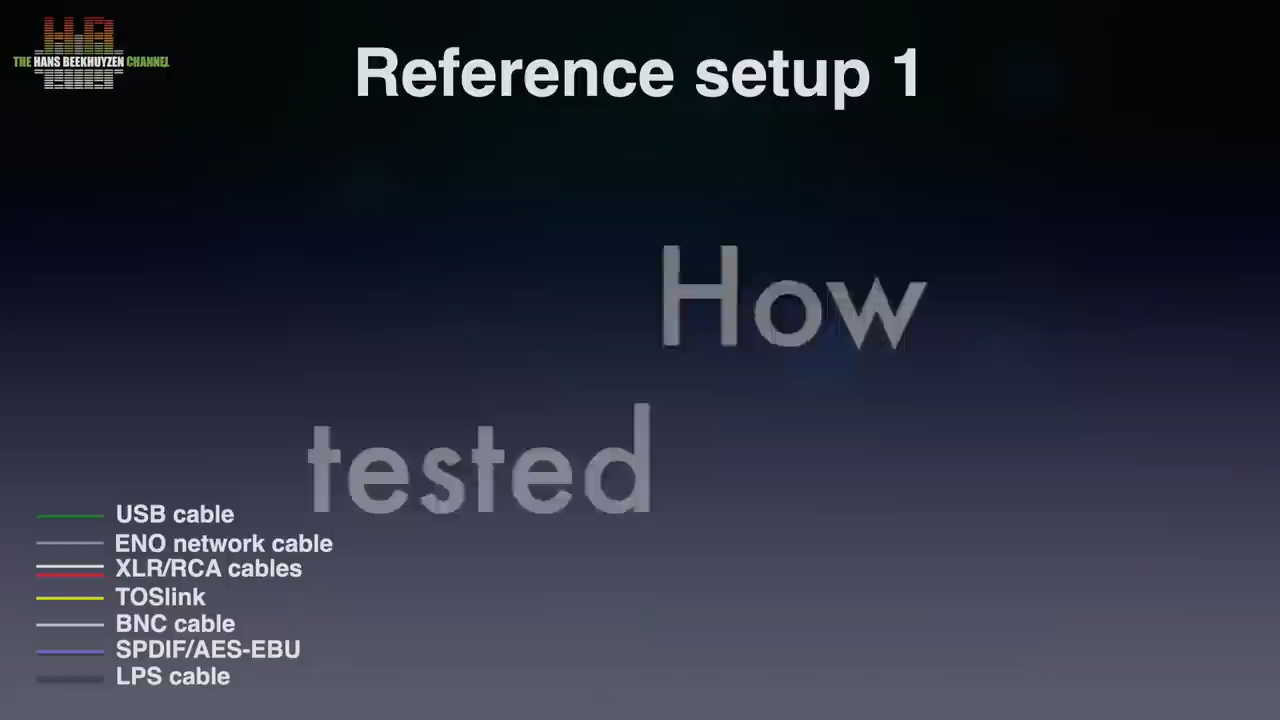 THE HANS BEEKHUYZEN CHANNEL
Reference setup 1
How
tested
USB cable
ENO network cable
XLR/RCA cables
TOSlink
BNC cable
SPDIF/AES-EBU
LPS cable